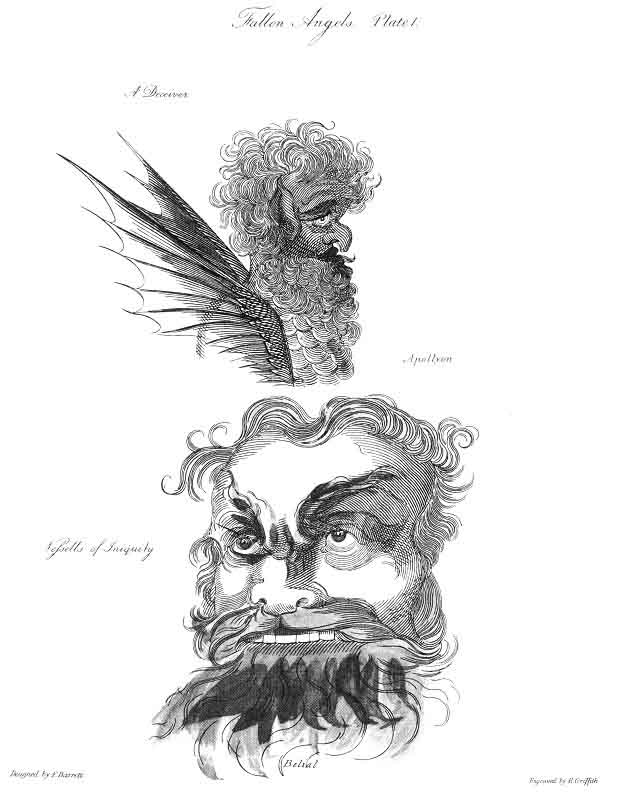 Fallen Angels. Plate 1.
A Deceiver
Apollyon
Veſsells of Iniquity
Belial
Designed by F. Barrett
Engraved by R. Griffith